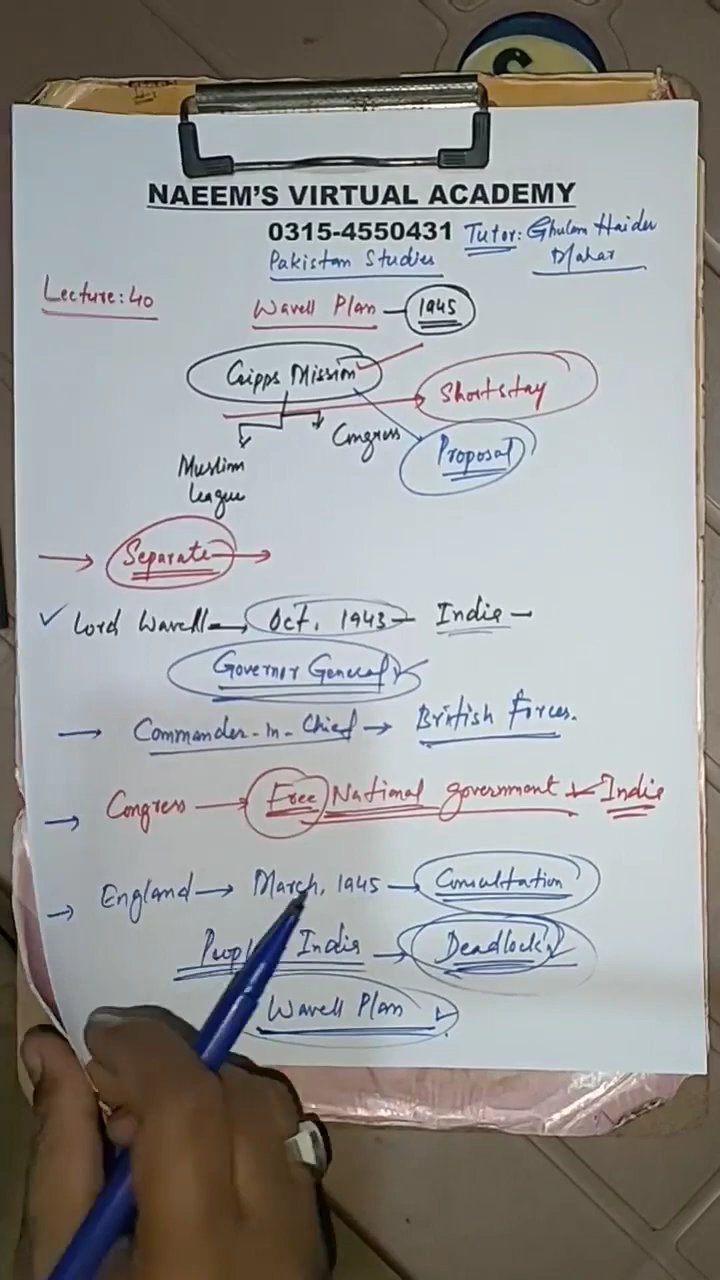 NAEEM'S VIRTUAL ACADEMY
0315-4550431 Tutor: Ghulam Haider Mahar
Pakistan Studies
Lecture: 40
Wavell Plan – 1945
Cripps Mission
Shortstay
Congress
Proposal
Muslim League
→ Separate →
✓ Lord Wavell → Oct, 1943 – India –
Governor General
→ Commander-in-Chief → British Forces.
→ Congress → Free National government India
→ England → March, 1945 → Consultation
India → Deadlock
Wavell Plan